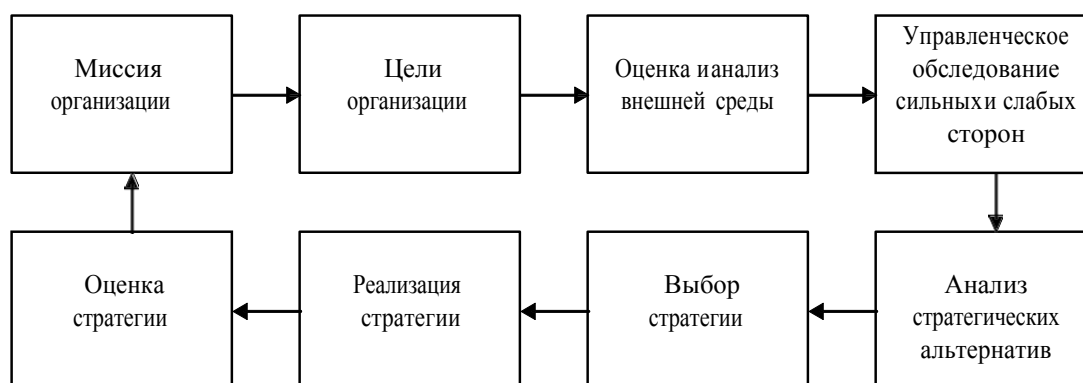 Миссия
организации
Цели
организации
Оценка ианализ
внешней среды
Управленческое
обследование
сильныхи слабых
сторон
Оценка
стратегии
Реализация
стратегии
Выбор
стратегии
Анализ
стратегических
альтернатив